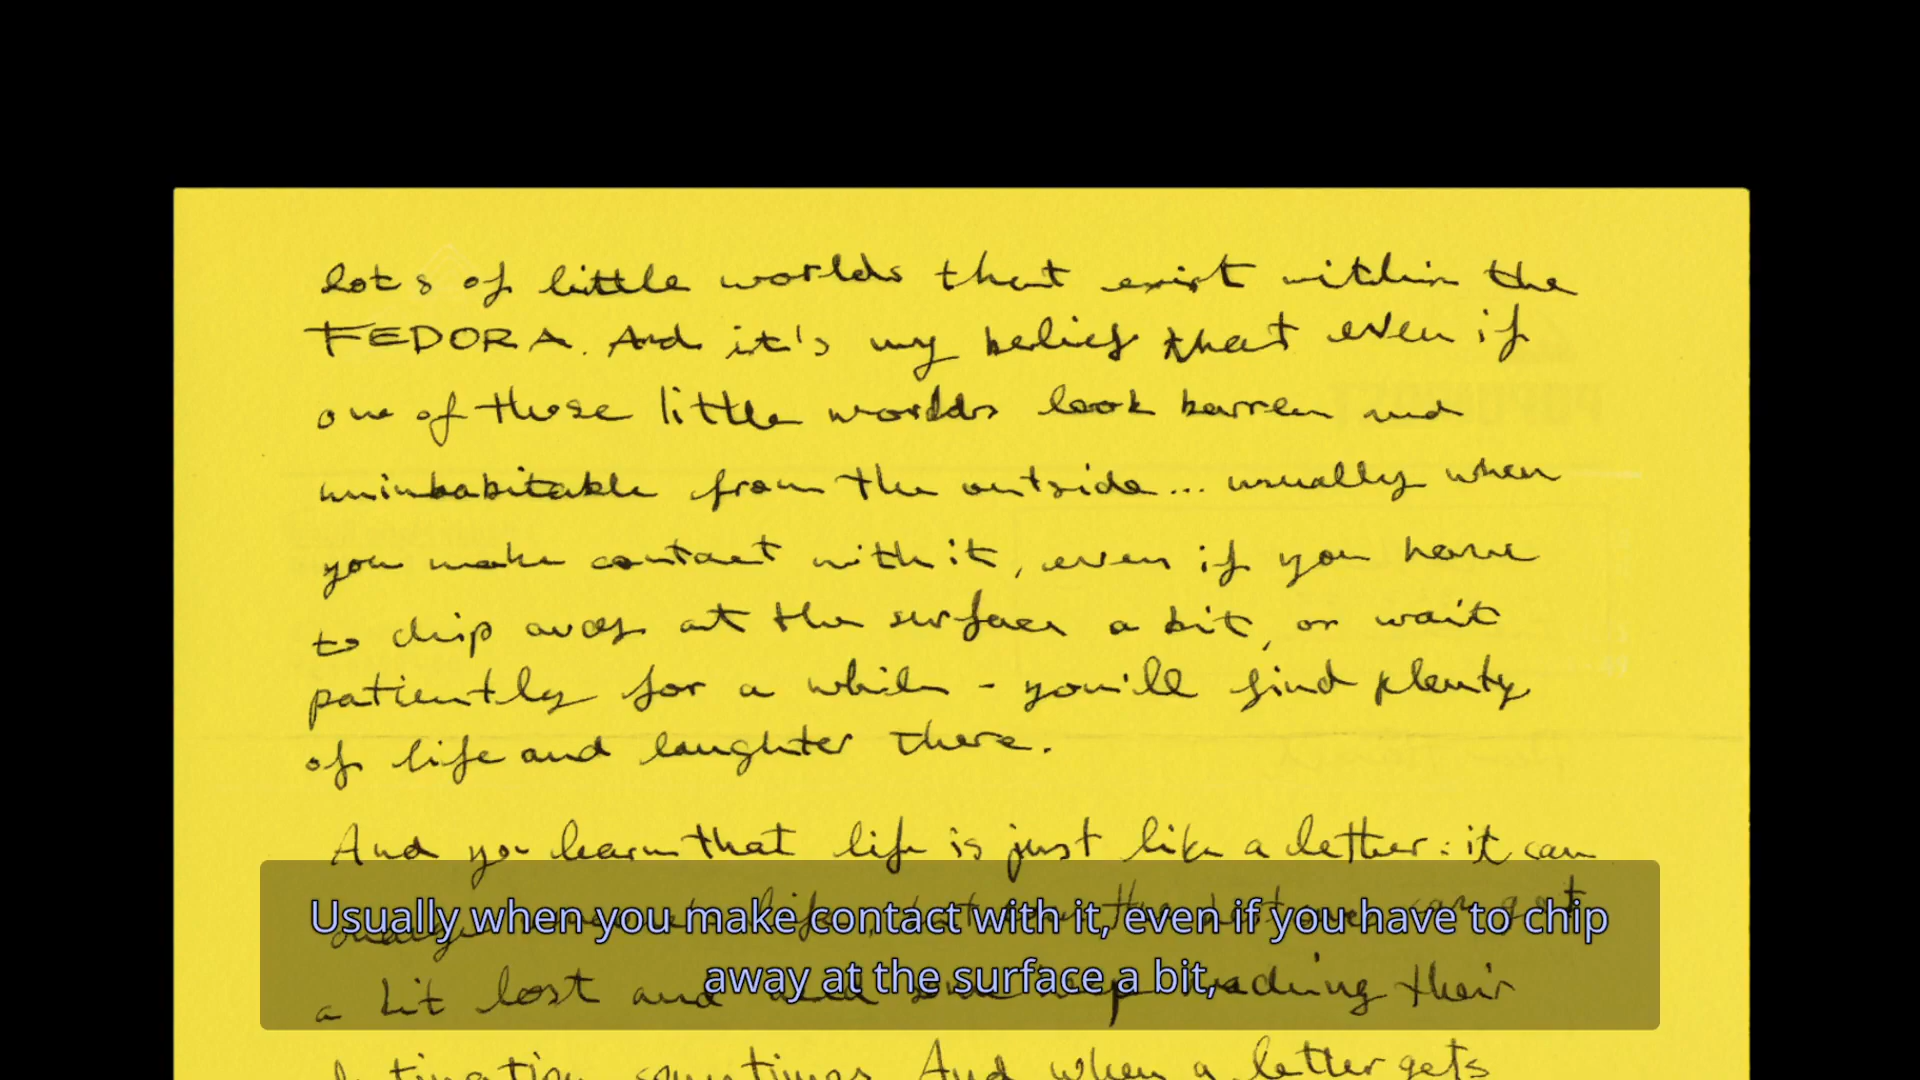 lots of little worlds that exist within the
FEDORA. And it's my belief that even if
one of those little worlds look barren and
uninhabitable from the outside... usually when
you make contact with it, even if you have
to chip away at the surface a bit, or wait
patiently for a while - you'll find plenty
of life and laughter there.
And you learn that life is just like a letter: it can
Usually when you make contact with it, even if you have to chip
away at the surface a bit,
a bit lost and reaching their
sometimes. And when a letter gets